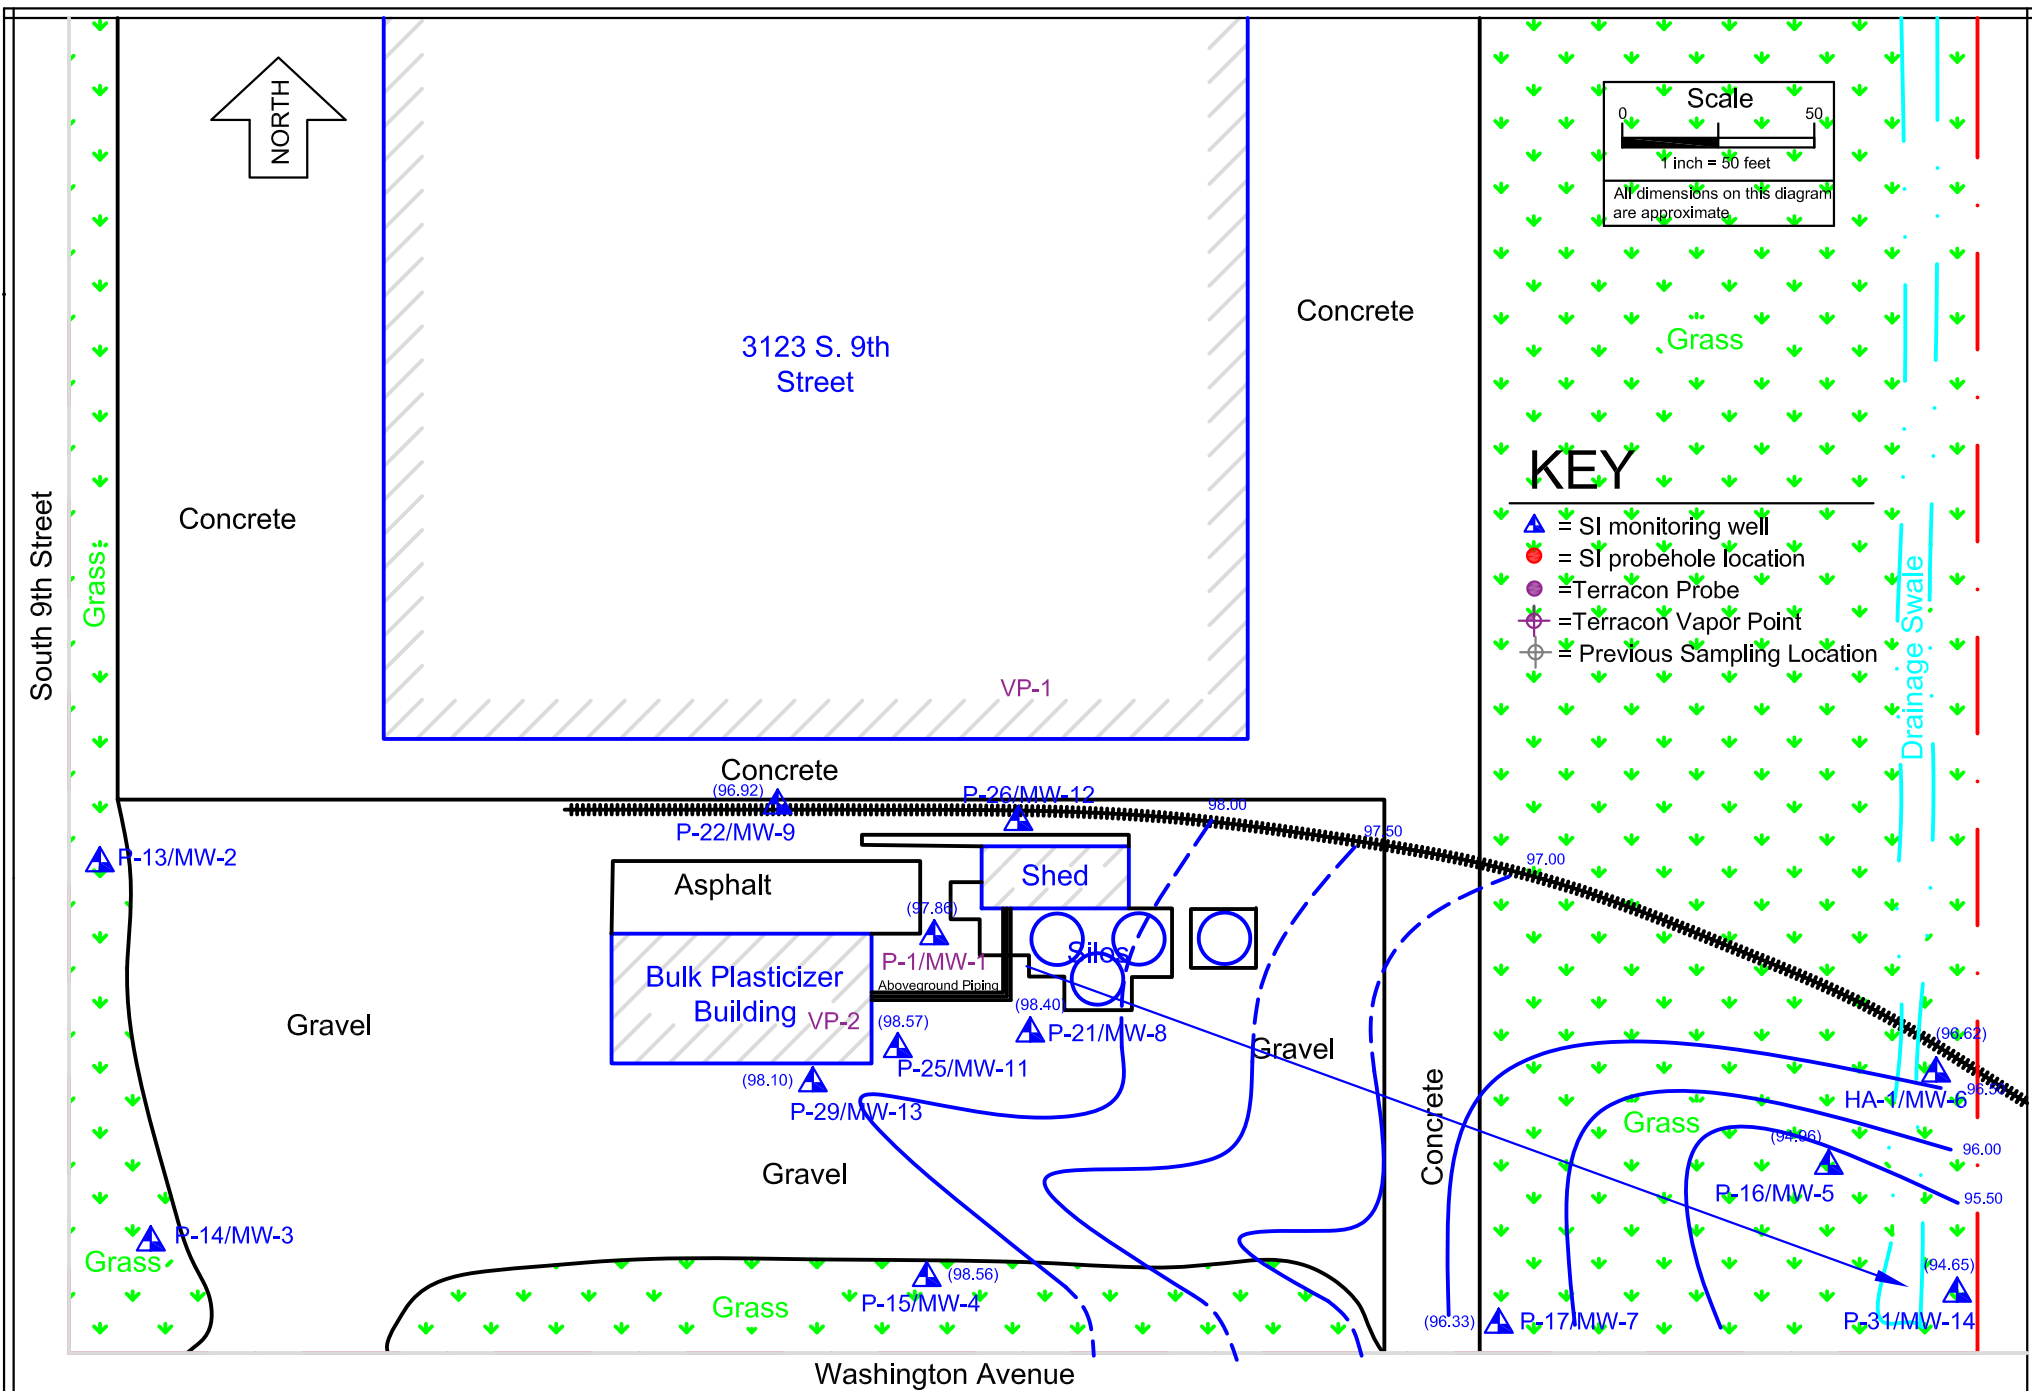 NORTH
Scale
0
50
1 inch = 50 feet
All dimensions on this diagram
are approximate
Concrete
3123 S. 9th
Street
Grass
KEY
= SI monitoring well
= SI probehole location
=Terracon Probe
=Terracon Vapor Point
= Previous Sampling Location
Concrete
South 9th Street
Grass
Drainage Swale
VP-1
Concrete
(96.92)
P-22/MW-9
P-26/MW-12
98.00
97.50
97.00
P-13/MW-2
Asphalt
Shed
(97.86)
P-1/MW-1
Silos
Aboveground Piping
Bulk Plasticizer
Building
VP-2
(98.57)
(98.40)
P-21/MW-8
P-25/MW-11
Gravel
Gravel
(98.10)
P-29/MW-13
(96.62)
HA-1/MW-6
96.50
Grass
Concrete
(94.96)
P-16/MW-5
96.00
95.50
Gravel
P-14/MW-3
Grass
(98.56)
P-15/MW-4
Grass
(96.33)
P-17/MW-7
(94.65)
P-31/MW-14
Washington Avenue